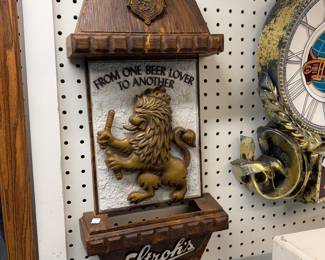 FROM ONE BEER LOVER
TO ANOTHER
Stroh's